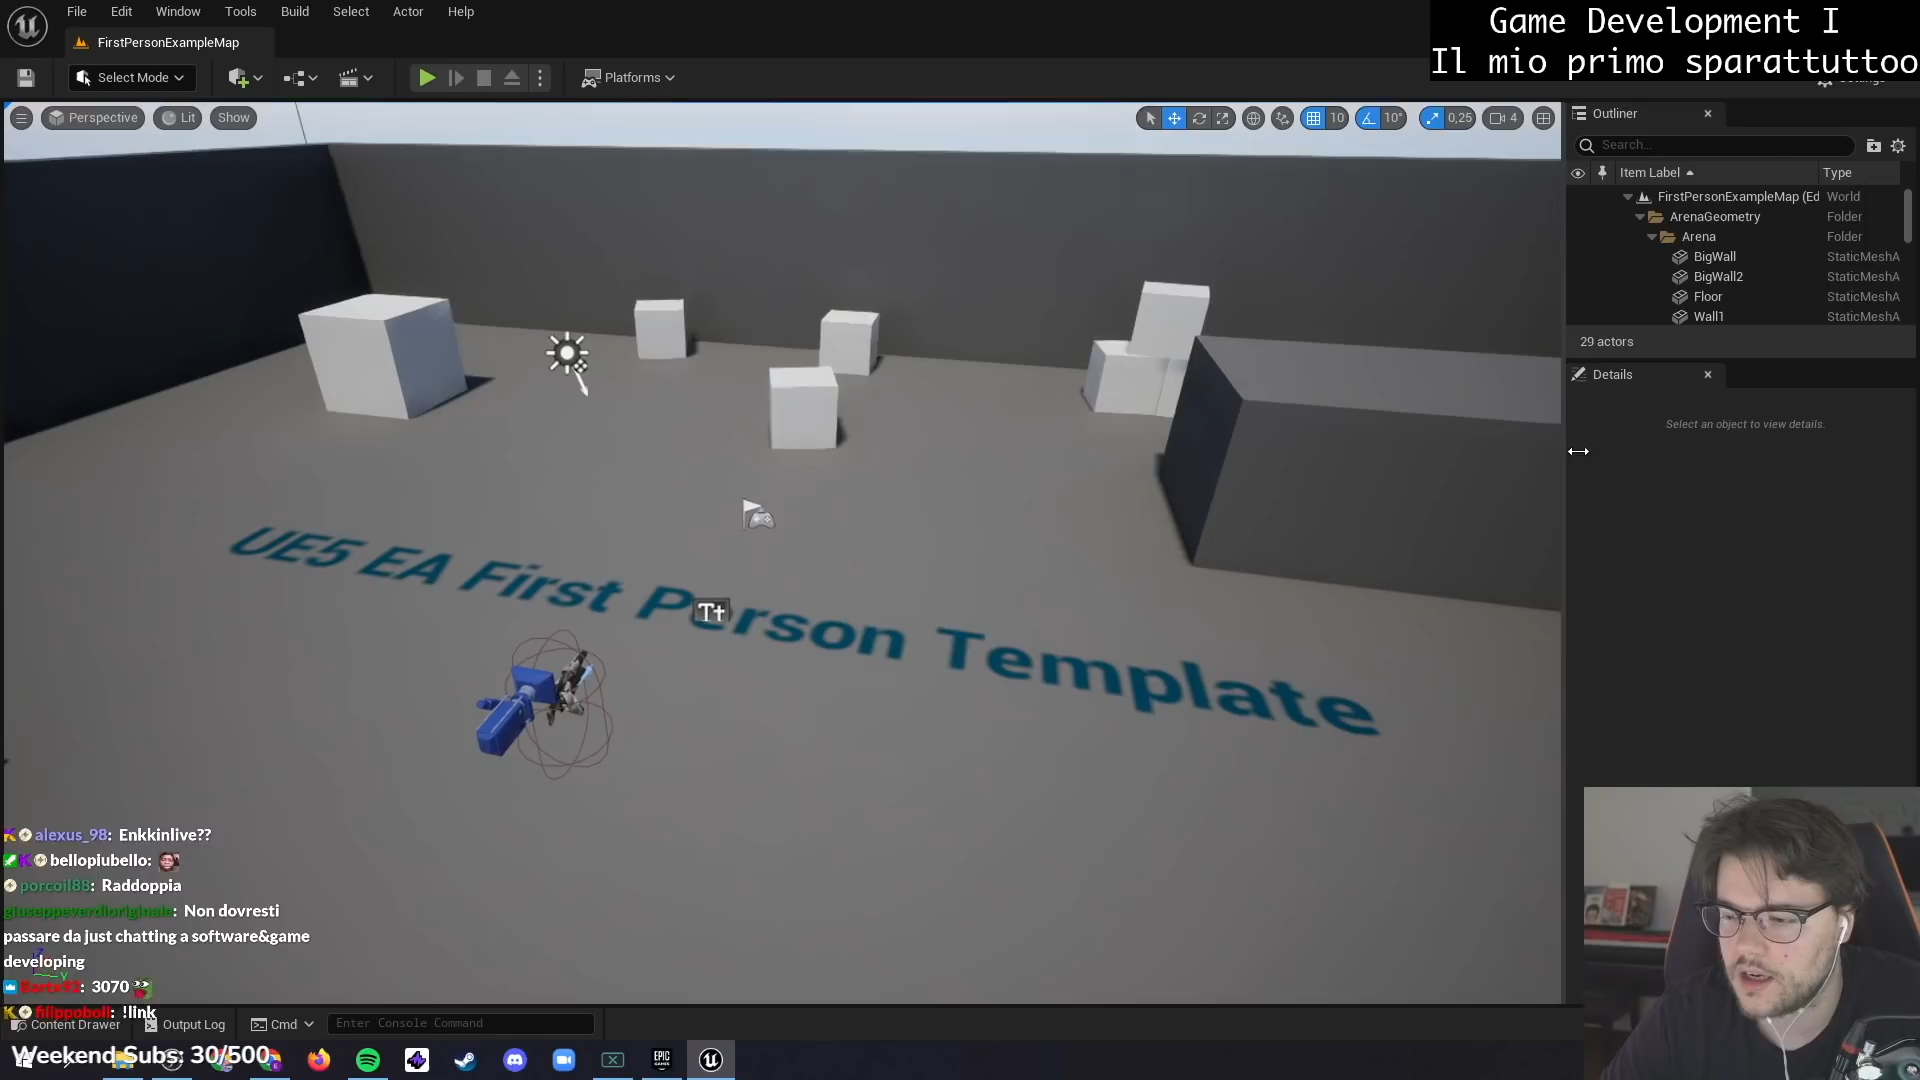 File Edit Window Tools Build Select Actor Help
Game Development I
Il mio primo sparattuttoo
FirstPersonExampleMap
Select Mode
Platforms
Perspective Lit Show
10 10° 0,25 4
Outliner
Search...
Item Label Type
FirstPersonExampleMap (Ed World
ArenaGeometry Folder
Arena Folder
BigWall StaticMeshA
BigWall2 StaticMeshA
Floor StaticMeshA
Wall1 StaticMeshA
29 actors
Details
Select an object to view details.
UE5 EA First Person Template
Tt
alexus_98: Enkkinlive??
bellopiubello:
porcoil88: Raddoppia
giuseppeverdioriginale: Non dovresti
passare da just chatting a software&game
developing
3070
filippoboll: !link
Content Drawer Output Log Cmd Enter Console Command
Weekend Subs: 30/500
EPIC GAMES